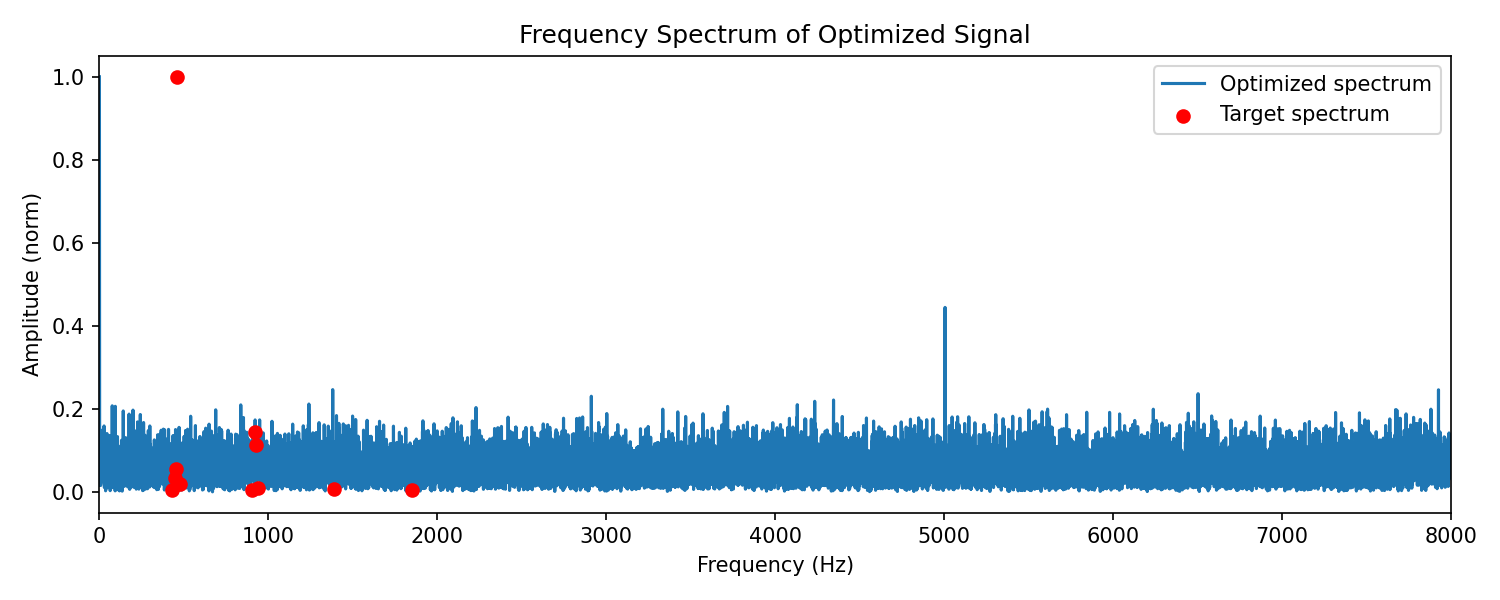 Frequency Spectrum of Optimized Signal
Optimized spectrum
Target spectrum
Amplitude (norm)
1.0
0.8
0.6
0.4
0.2
0.0
0 1000 2000 3000 4000 5000 6000 7000 8000
Frequency (Hz)